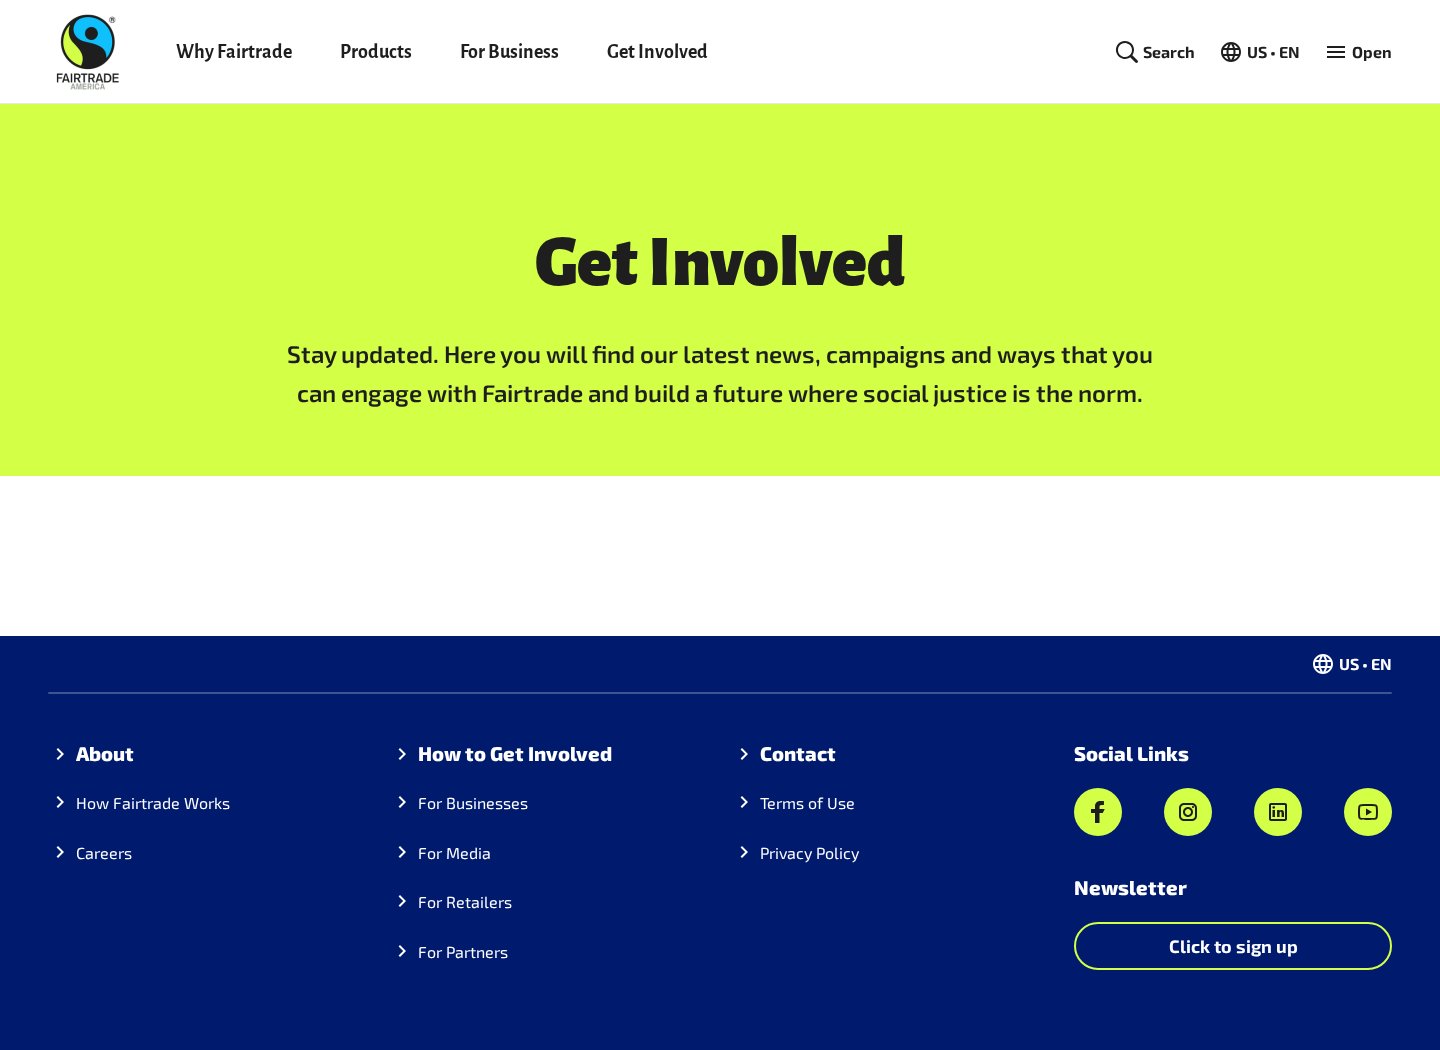 FAIRTRADE
AMERICA
Why Fairtrade
Products
For Business
Get Involved
Search
US • EN
Open
Get Involved
Stay updated. Here you will find our latest news, campaigns and ways that you
can engage with Fairtrade and build a future where social justice is the norm.
US • EN
About
How Fairtrade Works
Careers
How to Get Involved
For Businesses
For Media
For Retailers
For Partners
Contact
Terms of Use
Privacy Policy
Social Links
Newsletter
Click to sign up